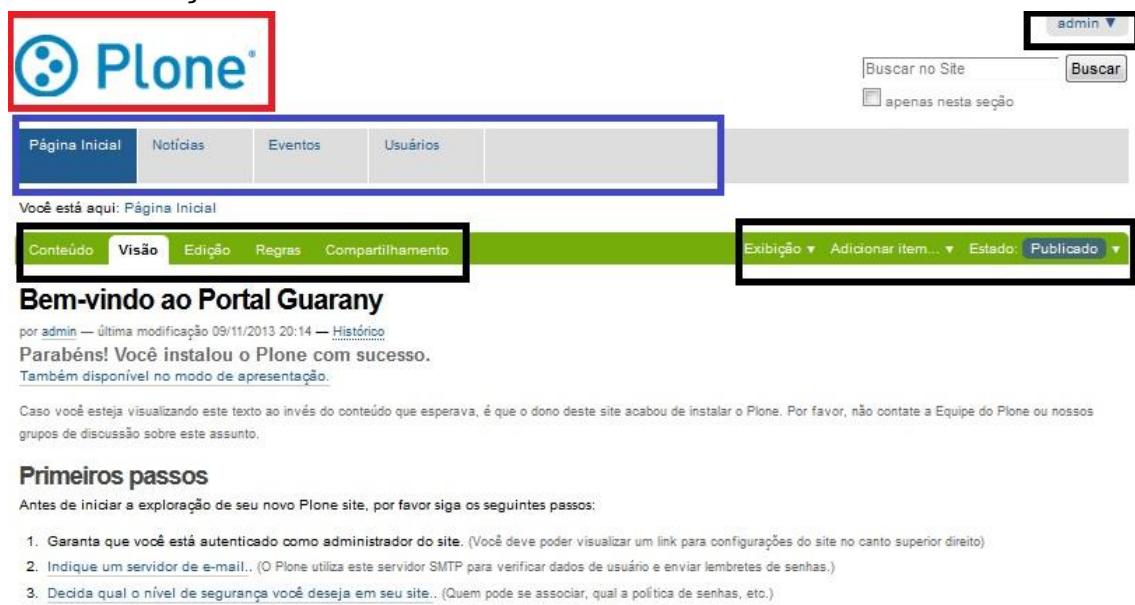 admin ▼
Plone®
Buscar no Site Buscar
apenas nesta seção
Página Inicial Notícias Eventos Usuários
Você está aqui: Página Inicial
Conteúdo Visão Edição Regras Compartilhamento Exibição ▼ Adicionar item... ▼ Estado: Publicado ▼
Bem-vindo ao Portal Guarany
por admin — última modificação 09/11/2013 20:14 — Histórico
Parabéns! Você instalou o Plone com sucesso.
Também disponível no modo de apresentação.
Caso você esteja visualizando este texto ao invés do conteúdo que esperava, é que o dono deste site acabou de instalar o Plone. Por favor, não contate a Equipe do Plone ou nossos
grupos de discussão sobre este assunto.
Primeiros passos
Antes de iniciar a exploração de seu novo Plone site, por favor siga os seguintes passos:
1. Garanta que você está autenticado como administrador do site. (Você deve poder visualizar um link para configurações do site no canto superior direito)
2. Indique um servidor de e-mail.. (O Plone utiliza este servidor SMTP para verificar dados de usuário e enviar lembretes de senhas.)
3. Decida qual o nível de segurança você deseja em seu site.. (Quem pode se associar, qual a política de senhas, etc.)